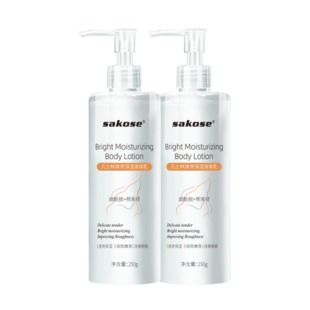 sakose®
Bright Moisturizing
Body Lotion
Delicate tender
Bright moisturizing
Improving Roughness
净含量:250g
sakose®
Bright Moisturizing
Body Lotion
Delicate tender
Bright moisturizing
Improving Roughness
净含量:250g